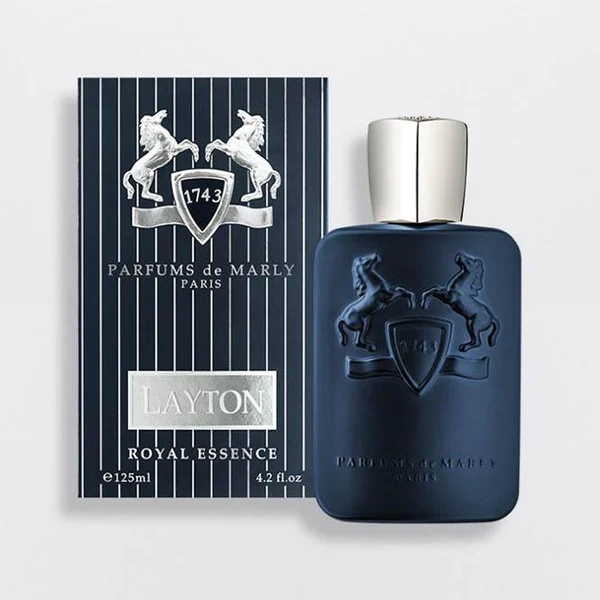 1743
PARFUMS de MARLY
PARIS
LAYTON
ROYAL ESSENCE
℮125ml 4.2 fl.oz
1743
PARFUMS de MARLY
PARIS